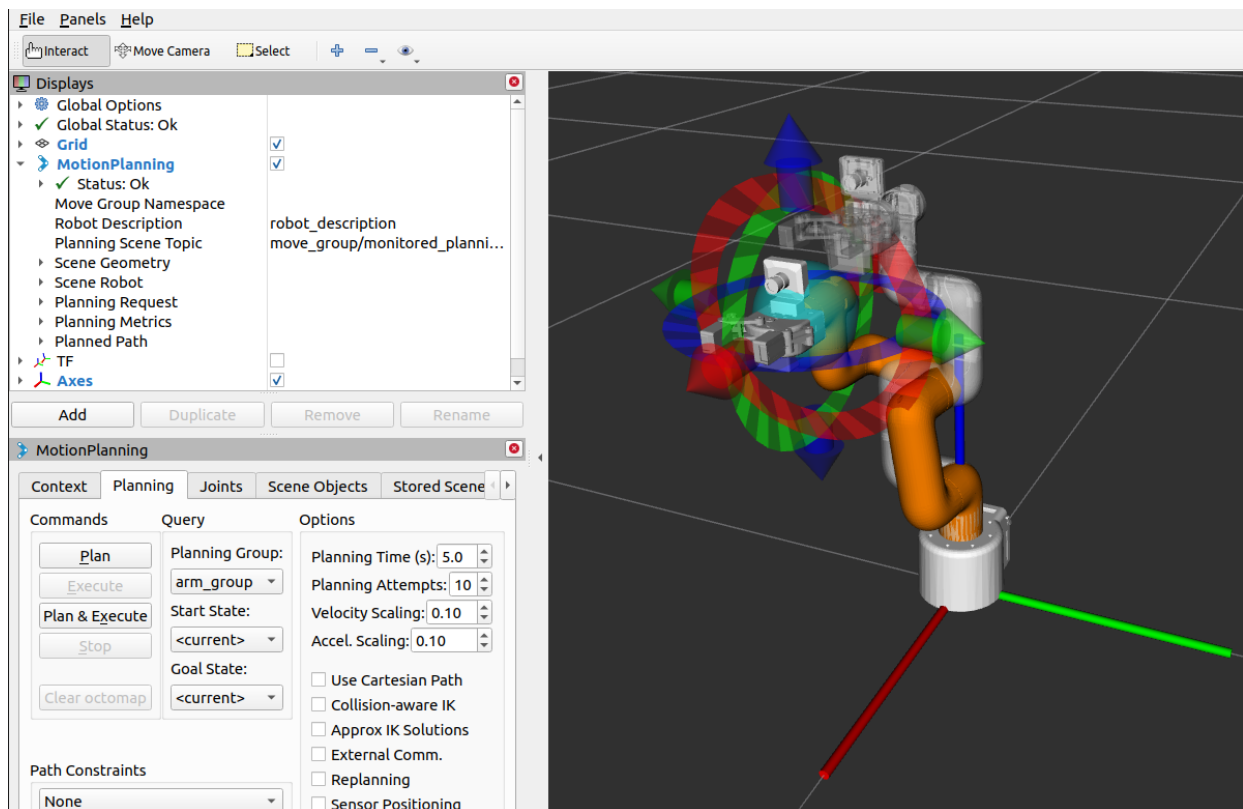 File Panels Help
Interact Move Camera Select
Displays
Global Options
Global Status: Ok
Grid
MotionPlanning
Status: Ok
Move Group Namespace
Robot Description robot_description
Planning Scene Topic move_group/monitored_planni...
Scene Geometry
Scene Robot
Planning Request
Planning Metrics
Planned Path
TF
Axes
Add Duplicate Remove Rename
MotionPlanning
Context Planning Joints Scene Objects Stored Scene
Commands Query Options
Plan
Execute
Plan & Execute
Stop
Clear octomap
Planning Group:
arm_group
Start State:
<current>
Goal State:
<current>
Planning Time (s): 5.0
Planning Attempts: 10
Velocity Scaling: 0.10
Accel. Scaling: 0.10
Use Cartesian Path
Collision-aware IK
Approx IK Solutions
External Comm.
Replanning
Sensor Positioning
Path Constraints
None